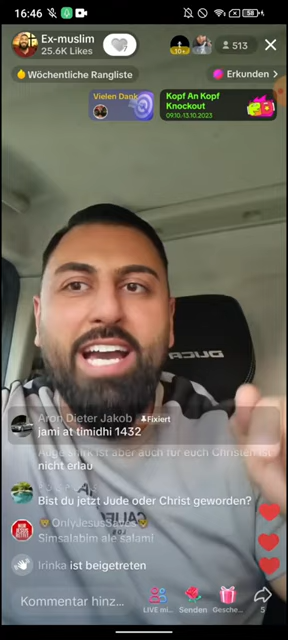 16:46
58
Ex-muslim
25.6K Likes
30+
513
Wöchentliche Rangliste
Erkunden >
Vielen Dank
Kopf An Kopf
Knockout
09.10.-13.10.2023
Aron Dieter Jakob Fixiert
jami at timidhi 1432
ist aber auch für euch Christen ist
nicht erlau
Bist du jetzt Jude oder Christ geworden?
OnlyJesusSaves
Simsalabim ale salami
Irinka ist beigetreten
Kommentar hinz...
LIVE mi...
Senden
Gesche...
5